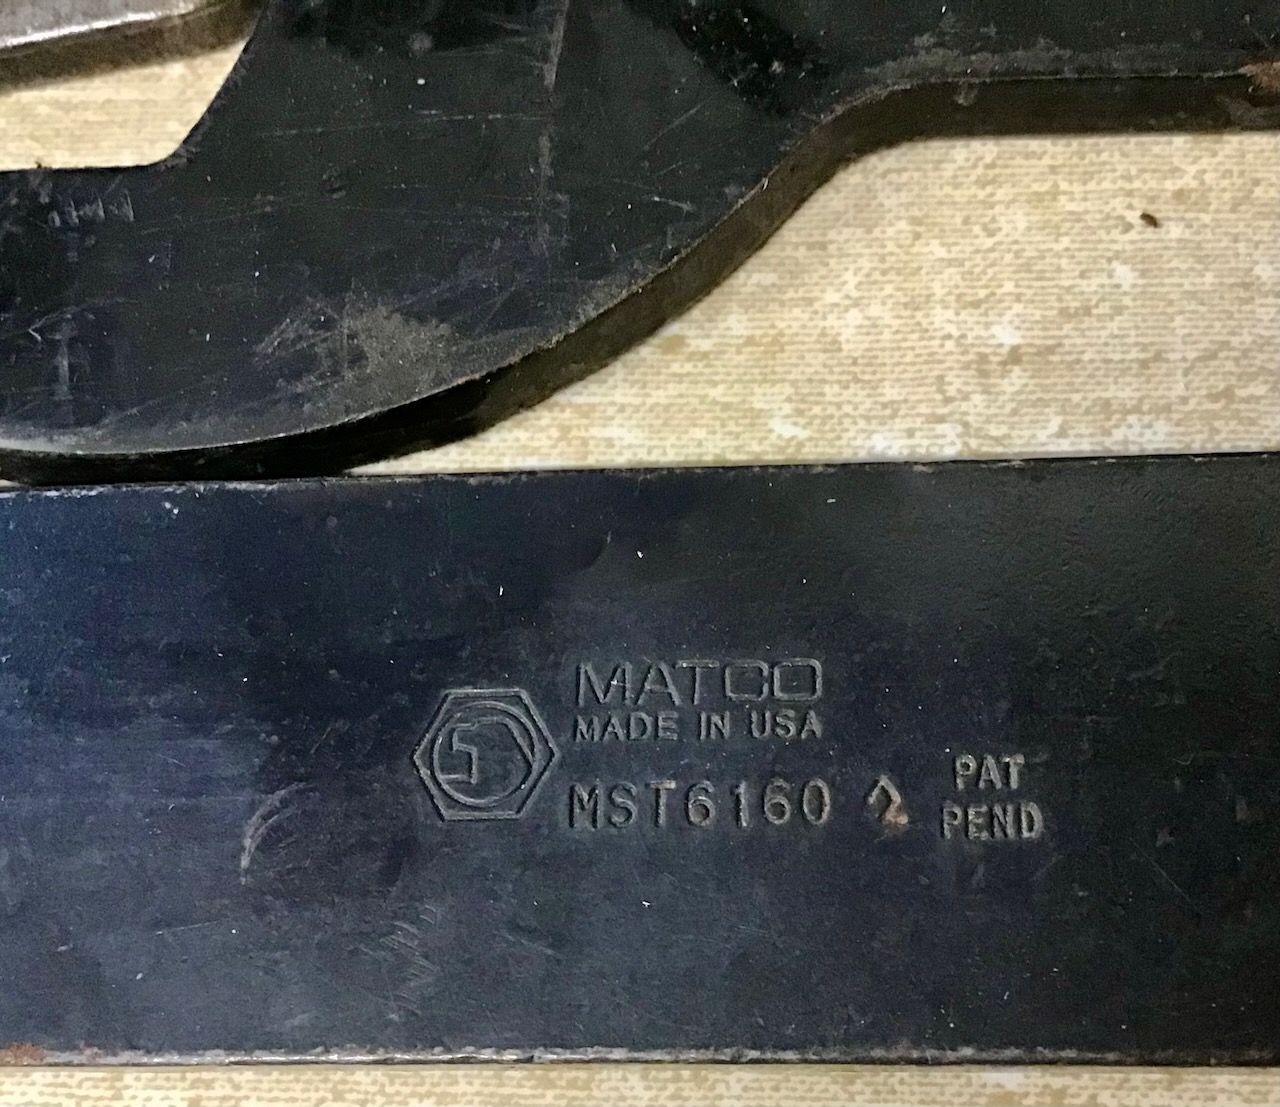 MATCO
MADE IN USA
MST6160
PAT
PEND